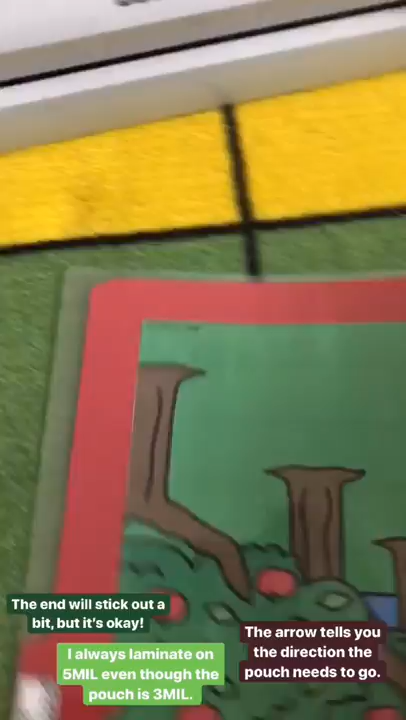 The end will stick out a
bit, but it's okay!
I always laminate on
5MIL even though the
pouch is 3MIL.
The arrow tells you
the direction the
pouch needs to go.